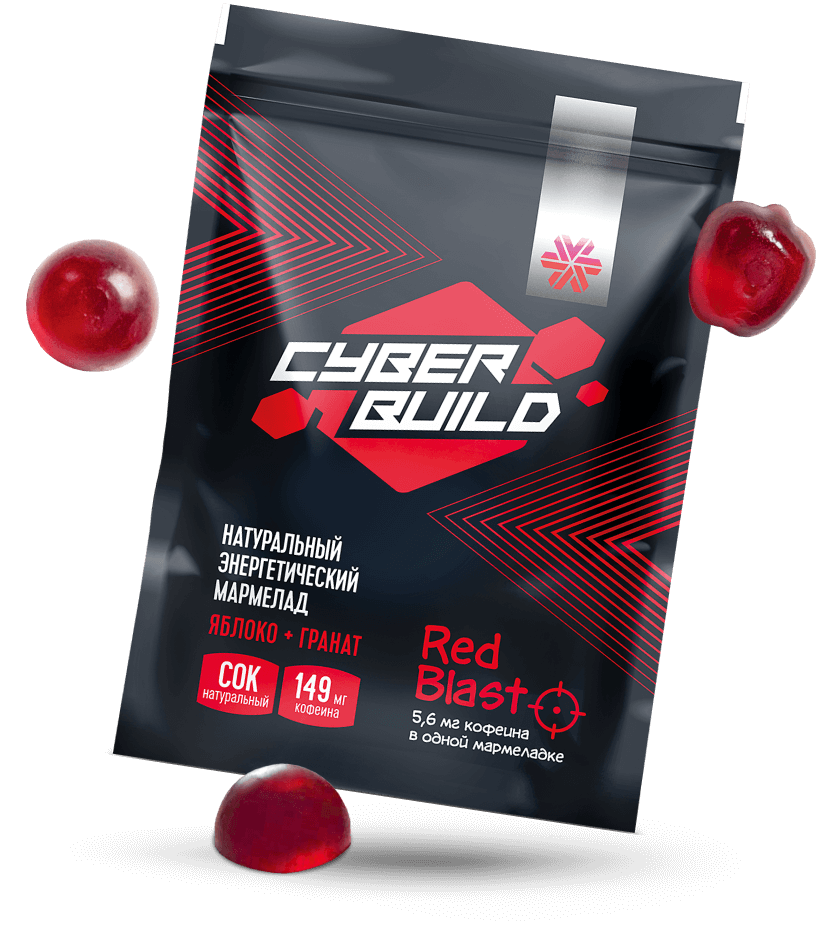 CYBER
BUILD
НАТУРАЛЬНЫЙ
ЭНЕРГЕТИЧЕСКИЙ
МАРМЕЛАД
ЯБЛОКО + ГРАНАТ
СОК
натуральный
149 мг
кофеина
Red
Blast
5,6 мг кофеина
в одной мармеладке